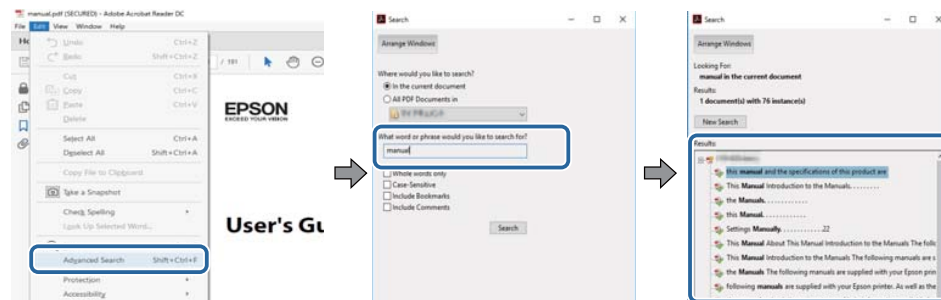 manual.pdf (SECURED) - Adobe Acrobat Reader DC
File Edit View Window Help
Undo Ctrl+Z
Redo Shift+Ctrl+Z
Cut Ctrl+X
Copy Ctrl+C
Paste Ctrl+V
Delete
Select All Ctrl+A
Deselect All Shift+Ctrl+A
Copy File to Clipboard
Take a Snapshot
Check Spelling
Look Up Selected Word...
Advanced Search Shift+Ctrl+F
Protection
Accessibility
/ 191
EPSON
EXCEED YOUR VISION
User's Gu
Search
Arrange Windows
Where would you like to search?
In the current document
All PDF Documents in
What word or phrase would you like to search for?
manual
Whole words only
Case-Sensitive
Include Bookmarks
Include Comments
Search
Search
Arrange Windows
Looking For:
manual in the current document
Results:
1 document(s) with 76 instance(s)
New Search
Results:
this manual and the specifications of this product are
This Manual Introduction to the Manuals. . . . . . . . .
the Manuals. . . . . . . . . . . . .
this Manual. . . . . . . . . . . . .
Settings Manually. . . . . . . . . . . . .22
This Manual About This Manual Introduction to the Manuals The follo
This Manual Introduction to the Manuals The following manuals are s
the Manuals The following manuals are supplied with your Epson prin
following manuals are supplied with your Epson printer. As well as the